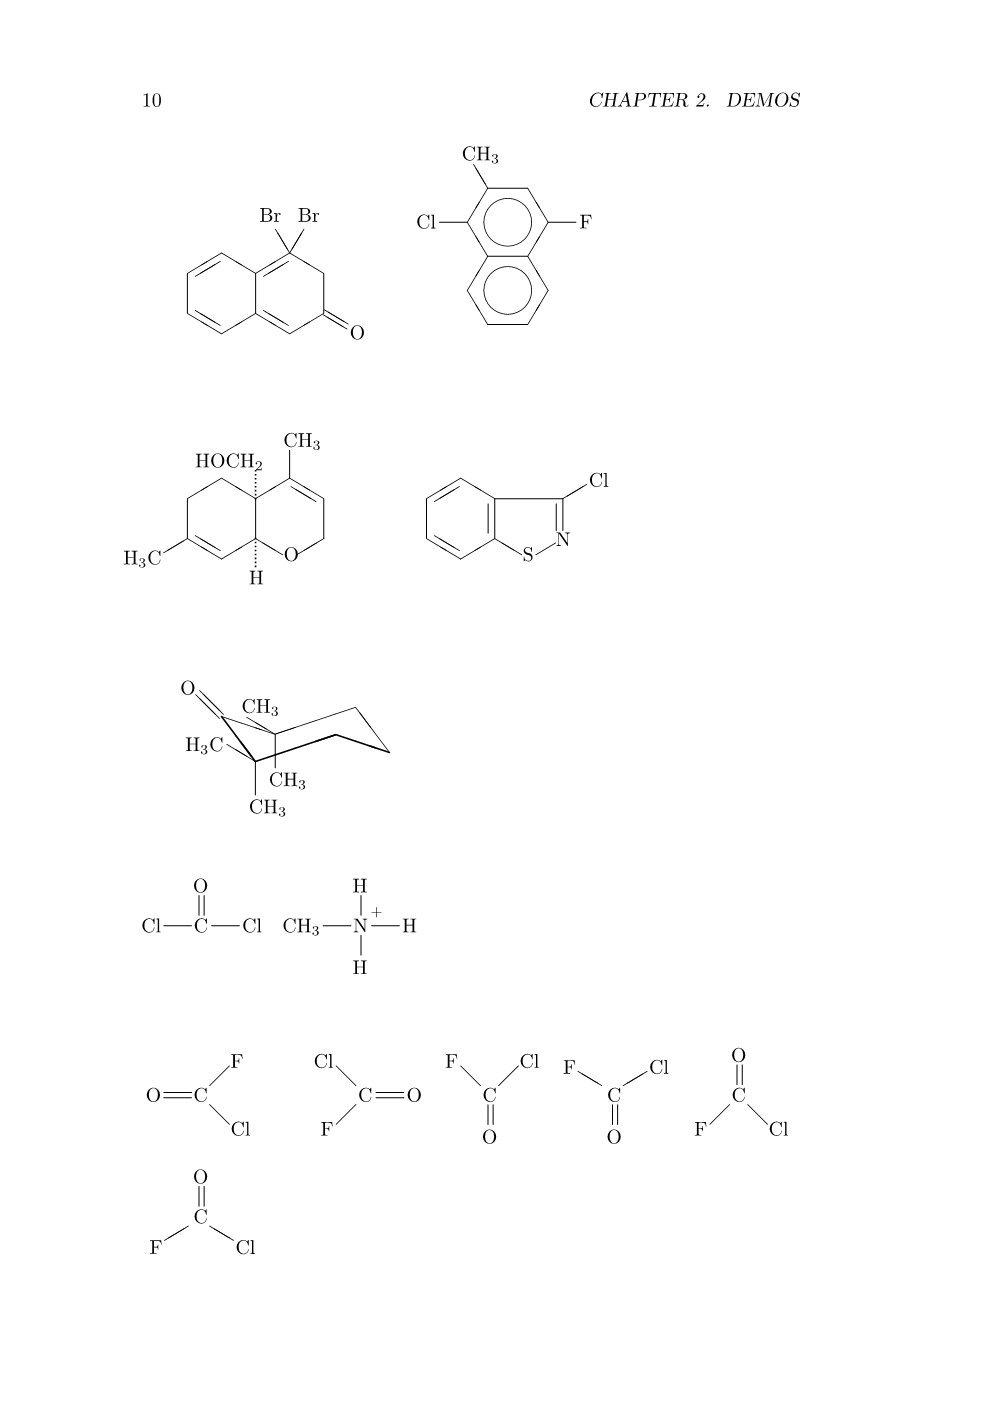 10 CHAPTER 2. DEMOS
CH3
Br Br
Cl F
O
CH3
HOCH2
Cl
H3C O S N
H
O
CH3
H3C
CH3
CH3
O H
Cl C Cl CH3 N + H
H
F Cl F Cl F Cl O
O C C O C C C
Cl F O O F Cl
O
C
F Cl